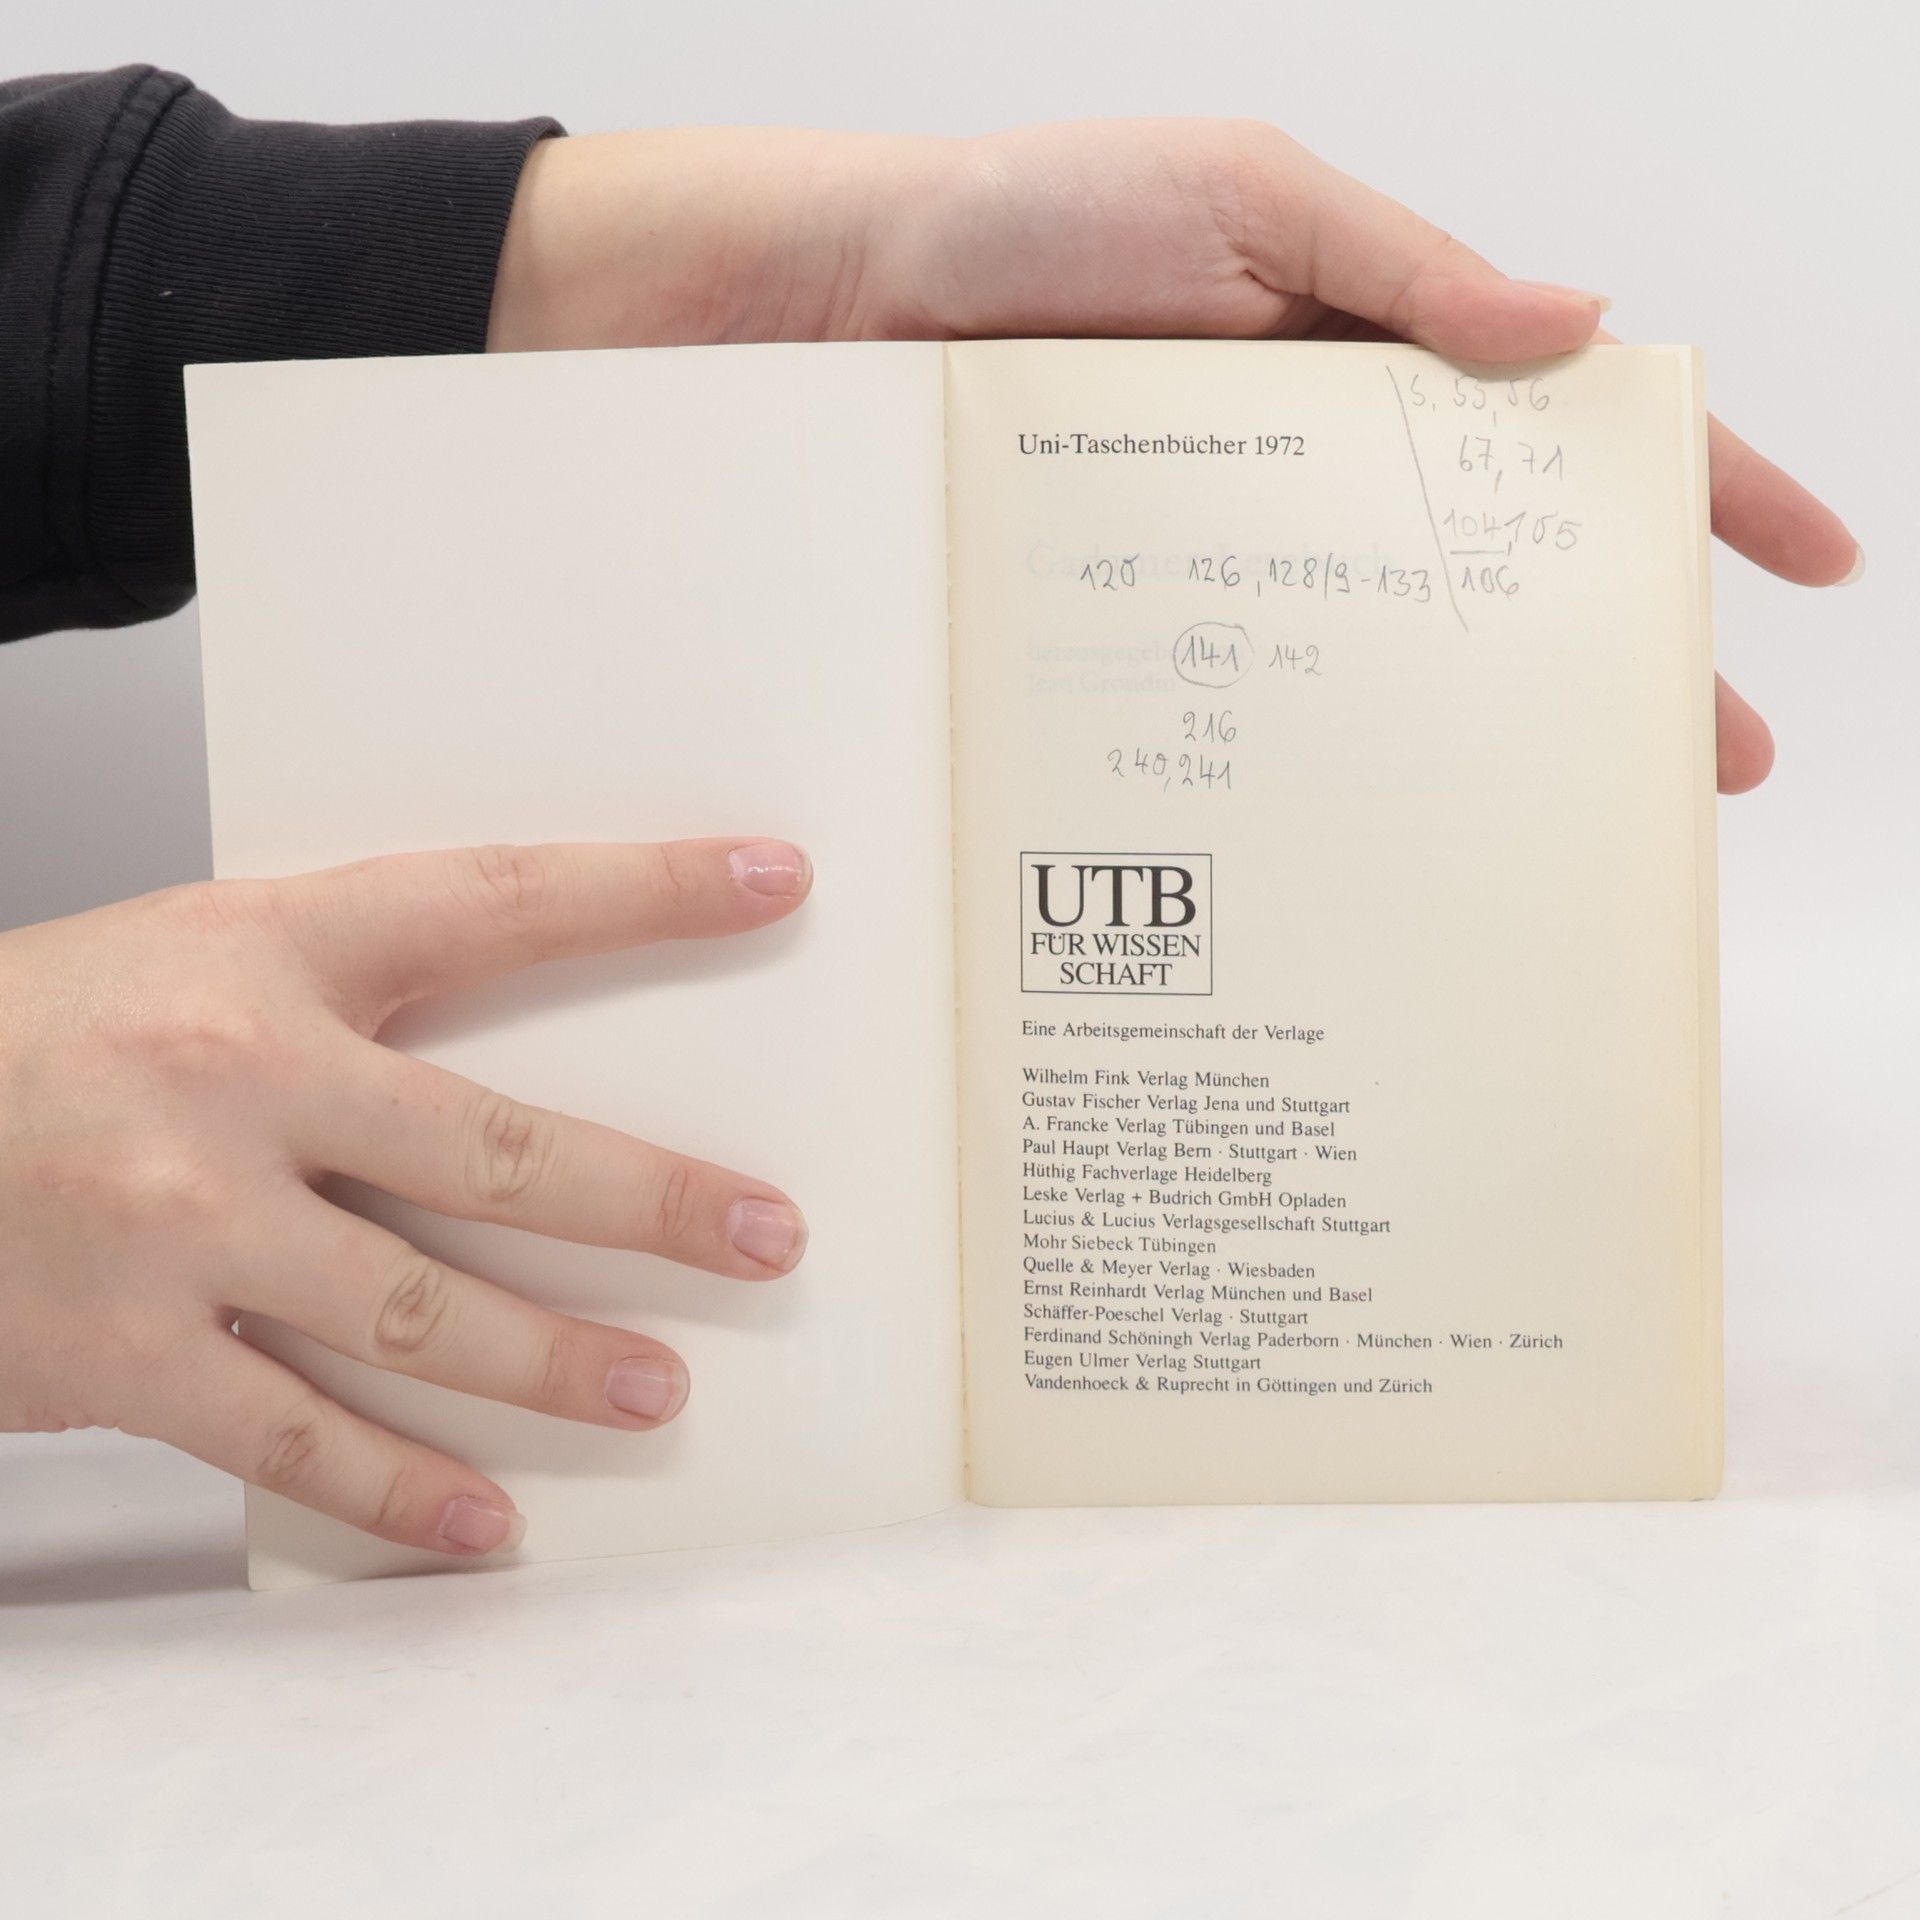 S. 55, 56
Uni-Taschenbücher 1972
67, 71
104, 105
120 126, 128/9-133 106
Gadamer Lesebuch
herausgegeb
Jean Grondin
141 142
216
240, 241
UTB
FÜR WISSEN
SCHAFT
Eine Arbeitsgemeinschaft der Verlage
Wilhelm Fink Verlag München
Gustav Fischer Verlag Jena und Stuttgart
A. Francke Verlag Tübingen und Basel
Paul Haupt Verlag Bern · Stuttgart · Wien
Hüthig Fachverlage Heidelberg
Leske Verlag + Budrich GmbH Opladen
Lucius & Lucius Verlagsgesellschaft Stuttgart
Mohr Siebeck Tübingen
Quelle & Meyer Verlag · Wiesbaden
Ernst Reinhardt Verlag München und Basel
Schäffer-Poeschel Verlag · Stuttgart
Ferdinand Schöningh Verlag Paderborn · München · Wien · Zürich
Eugen Ulmer Verlag Stuttgart
Vandenhoeck & Ruprecht in Göttingen und Zürich